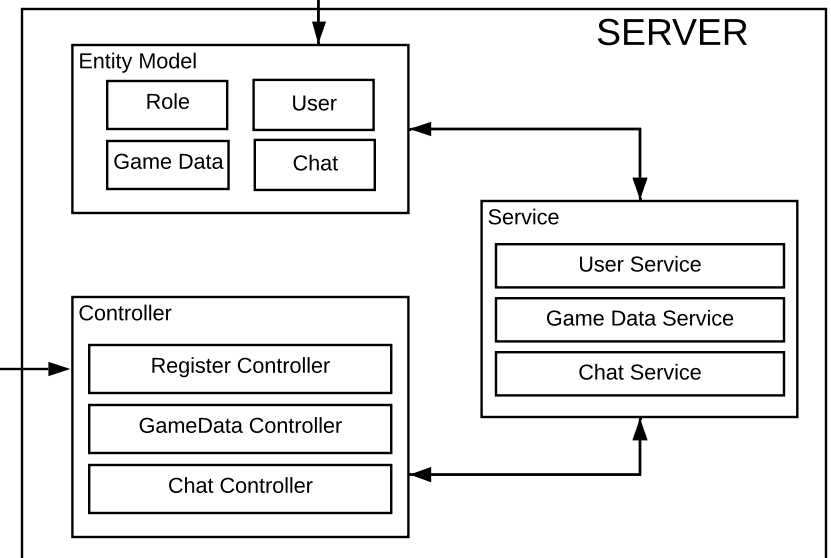 SERVER
Entity Model
Role
User
Game Data
Chat
Service
User Service
Game Data Service
Chat Service
Controller
Register Controller
GameData Controller
Chat Controller